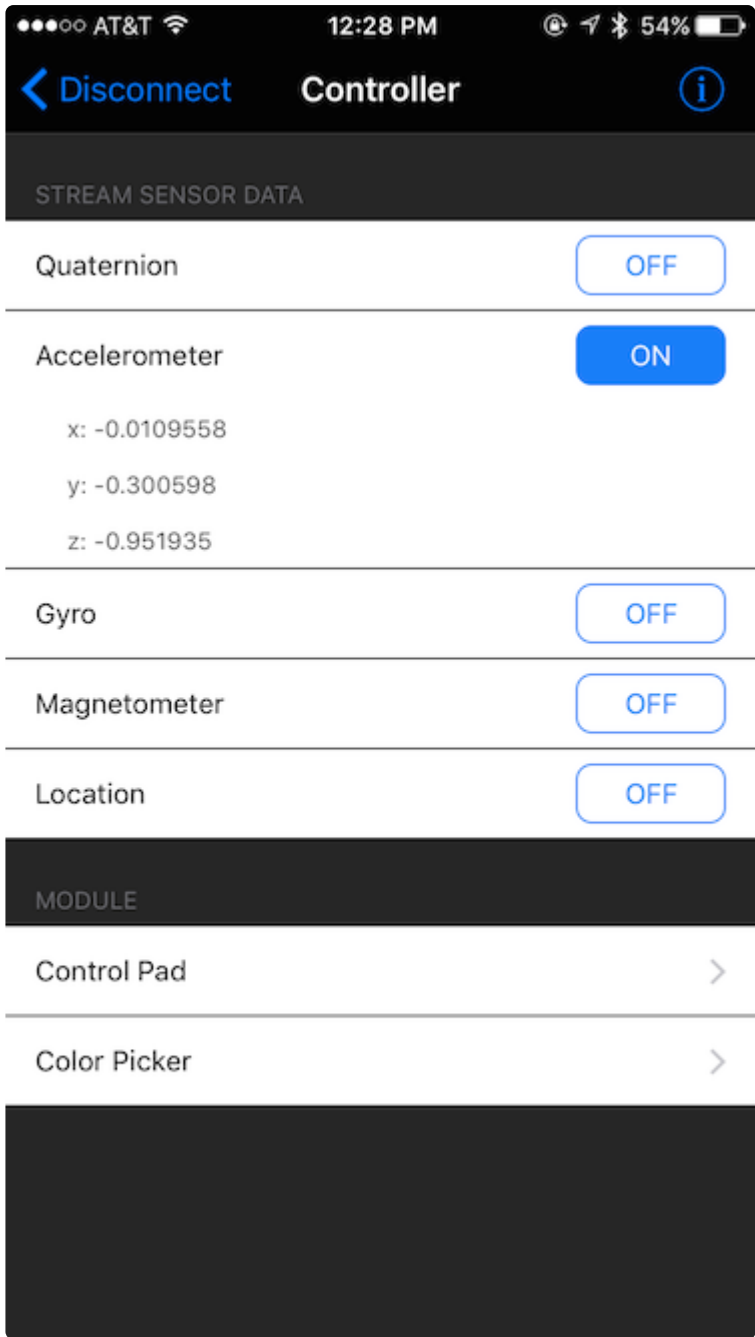 AT&T 12:28 PM 54%
Disconnect Controller i
STREAM SENSOR DATA
Quaternion OFF
Accelerometer ON
x: -0.0109558
y: -0.300598
z: -0.951935
Gyro OFF
Magnetometer OFF
Location OFF
MODULE
Control Pad
Color Picker